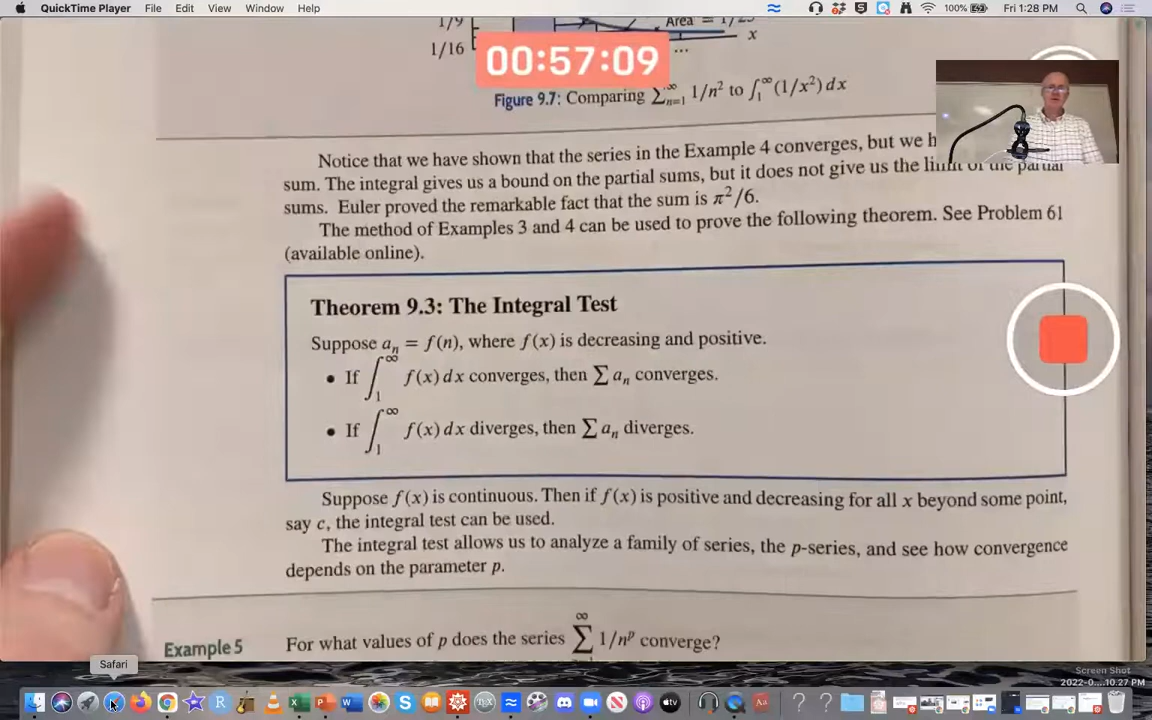 QuickTime Player File Edit View Window Help 100% Fri 1:28 PM
1/9
Area = 1/
1/16
x
...
00:57:09
Figure 9.7: Comparing ∑_{n=1}^∞ 1/n² to ∫₁^∞ (1/x²) dx
Notice that we have shown that the series in the Example 4 converges, but we h
sum. The integral gives us a bound on the partial sums, but it does not give us the limit of the partial
sums. Euler proved the remarkable fact that the sum is π²/6.
The method of Examples 3 and 4 can be used to prove the following theorem. See Problem 61
(available online).
Theorem 9.3: The Integral Test
Suppose aₙ = f(n), where f(x) is decreasing and positive.
• If ∫₁^∞ f(x) dx converges, then ∑ aₙ converges.
• If ∫₁^∞ f(x) dx diverges, then ∑ aₙ diverges.
Suppose f(x) is continuous. Then if f(x) is positive and decreasing for all x beyond some point,
say c, the integral test can be used.
The integral test allows us to analyze a family of series, the p-series, and see how convergence
depends on the parameter p.
Example 5 For what values of p does the series ∑^∞ 1/nᵖ converge?
Safari
Screen Shot
2022-0....10.27 PM